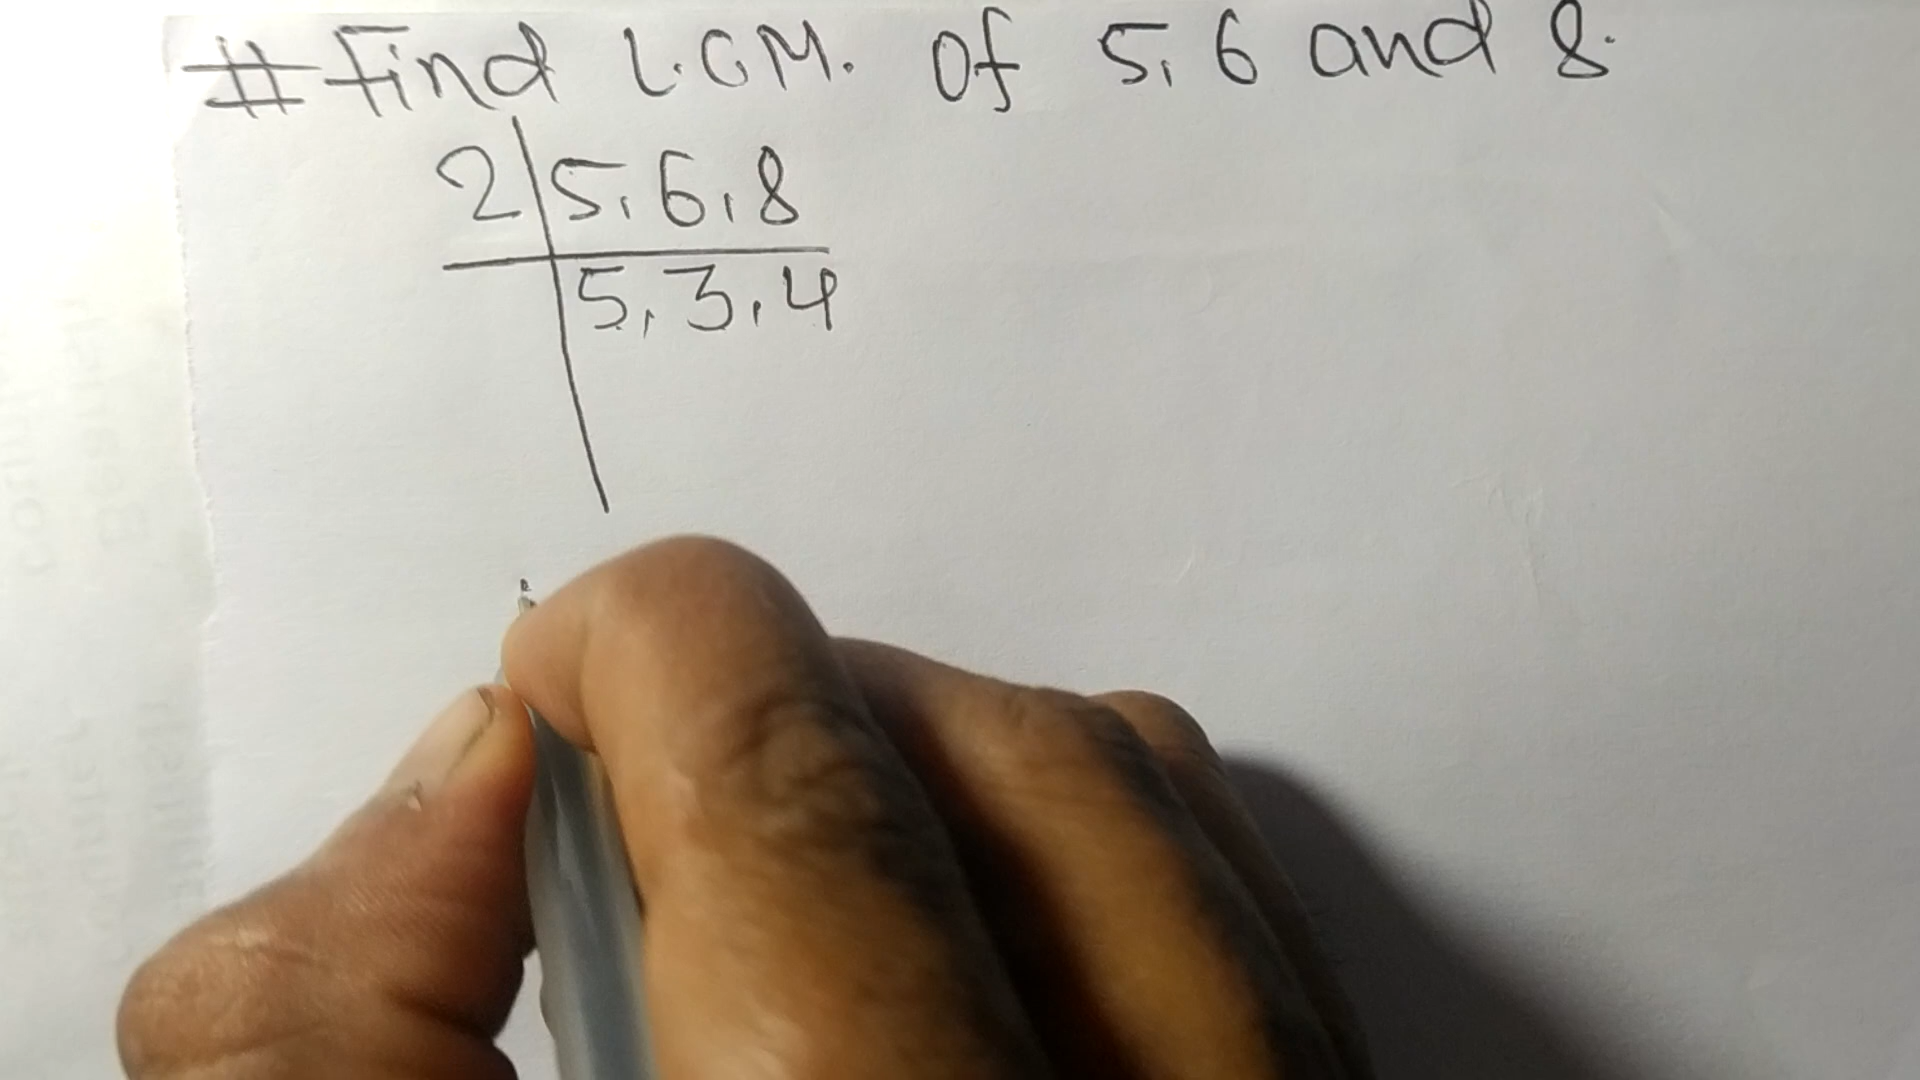 # Find L.C.M. of 5, 6 and 8.
2 | 5, 6, 8
5, 3, 4